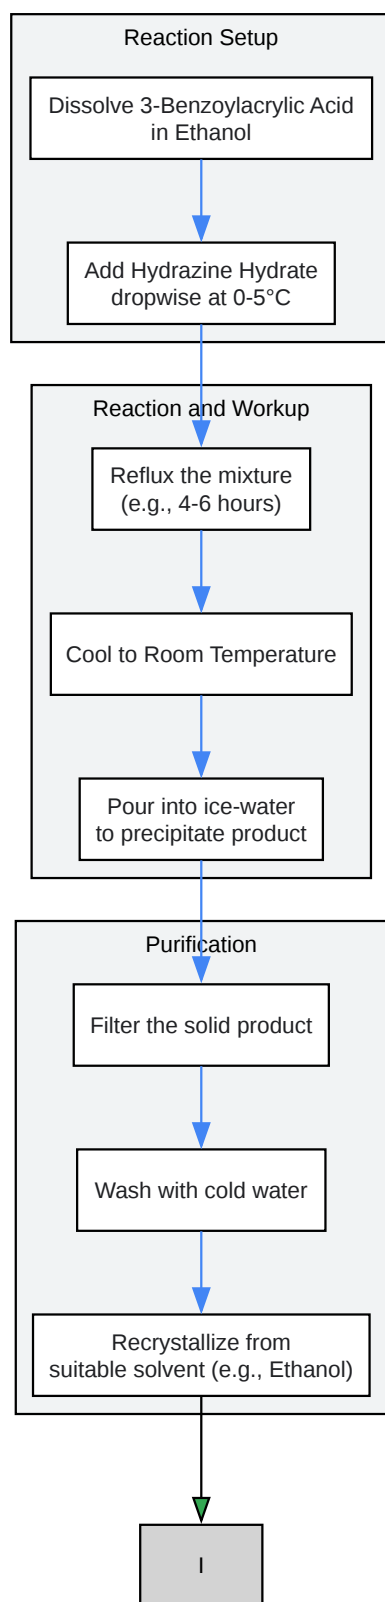 Reaction Setup
Dissolve 3-Benzoylacrylic Acid
in Ethanol
Add Hydrazine Hydrate
dropwise at 0-5°C
Reaction and Workup
Reflux the mixture
(e.g., 4-6 hours)
Cool to Room Temperature
Pour into ice-water
to precipitate product
Purification
Filter the solid product
Wash with cold water
Recrystallize from
suitable solvent (e.g., Ethanol)
I